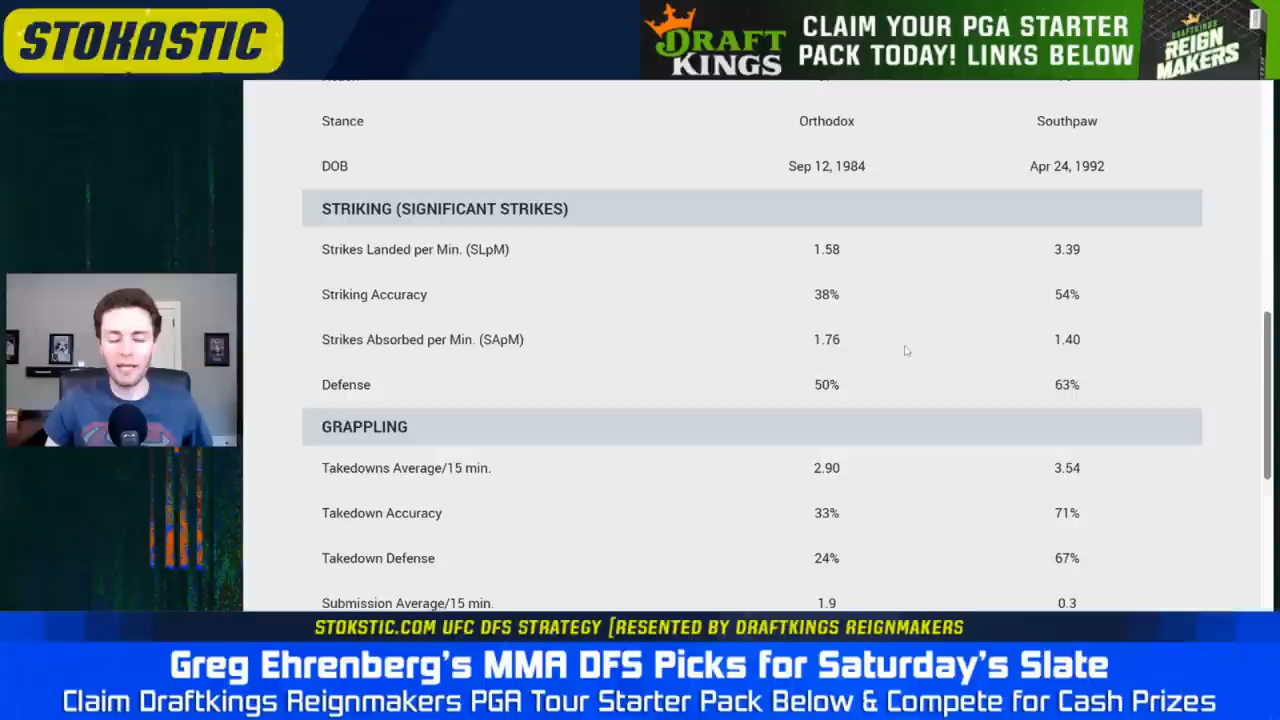 STOKASTIC
DRAFT KINGS
CLAIM YOUR PGA STARTER
PACK TODAY! LINKS BELOW
DRAFTKINGS
REIGN
MAKERS
Stance Orthodox Southpaw
DOB Sep 12, 1984 Apr 24, 1992
STRIKING (SIGNIFICANT STRIKES)
Strikes Landed per Min. (SLpM) 1.58 3.39
Striking Accuracy 38% 54%
Strikes Absorbed per Min. (SApM) 1.76 1.40
Defense 50% 63%
GRAPPLING
Takedowns Average/15 min. 2.90 3.54
Takedown Accuracy 33% 71%
Takedown Defense 24% 67%
Submission Average/15 min. 1.9 0.3
STOKSTIC.COM UFC DFS STRATEGY [RESENTED BY DRAFTKINGS REIGNMAKERS
Greg Ehrenberg's MMA DFS Picks for Saturday's Slate
Claim Draftkings Reignmakers PGA Tour Starter Pack Below & Compete for Cash Prizes